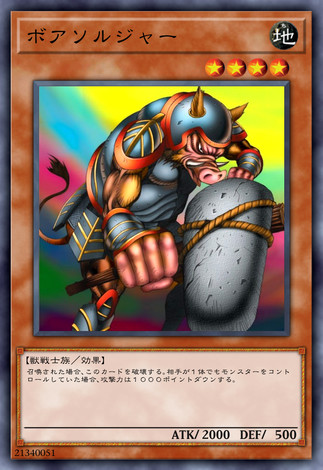 ボアソルジャー
地
【獣戦士族／効果】
召喚された場合、このカードを破壊する。相手が１体でもモンスターをコント
ロールしていた場合、攻撃力は１０００ポイントダウンする。
ATK/ 2000 DEF/ 500
21340051